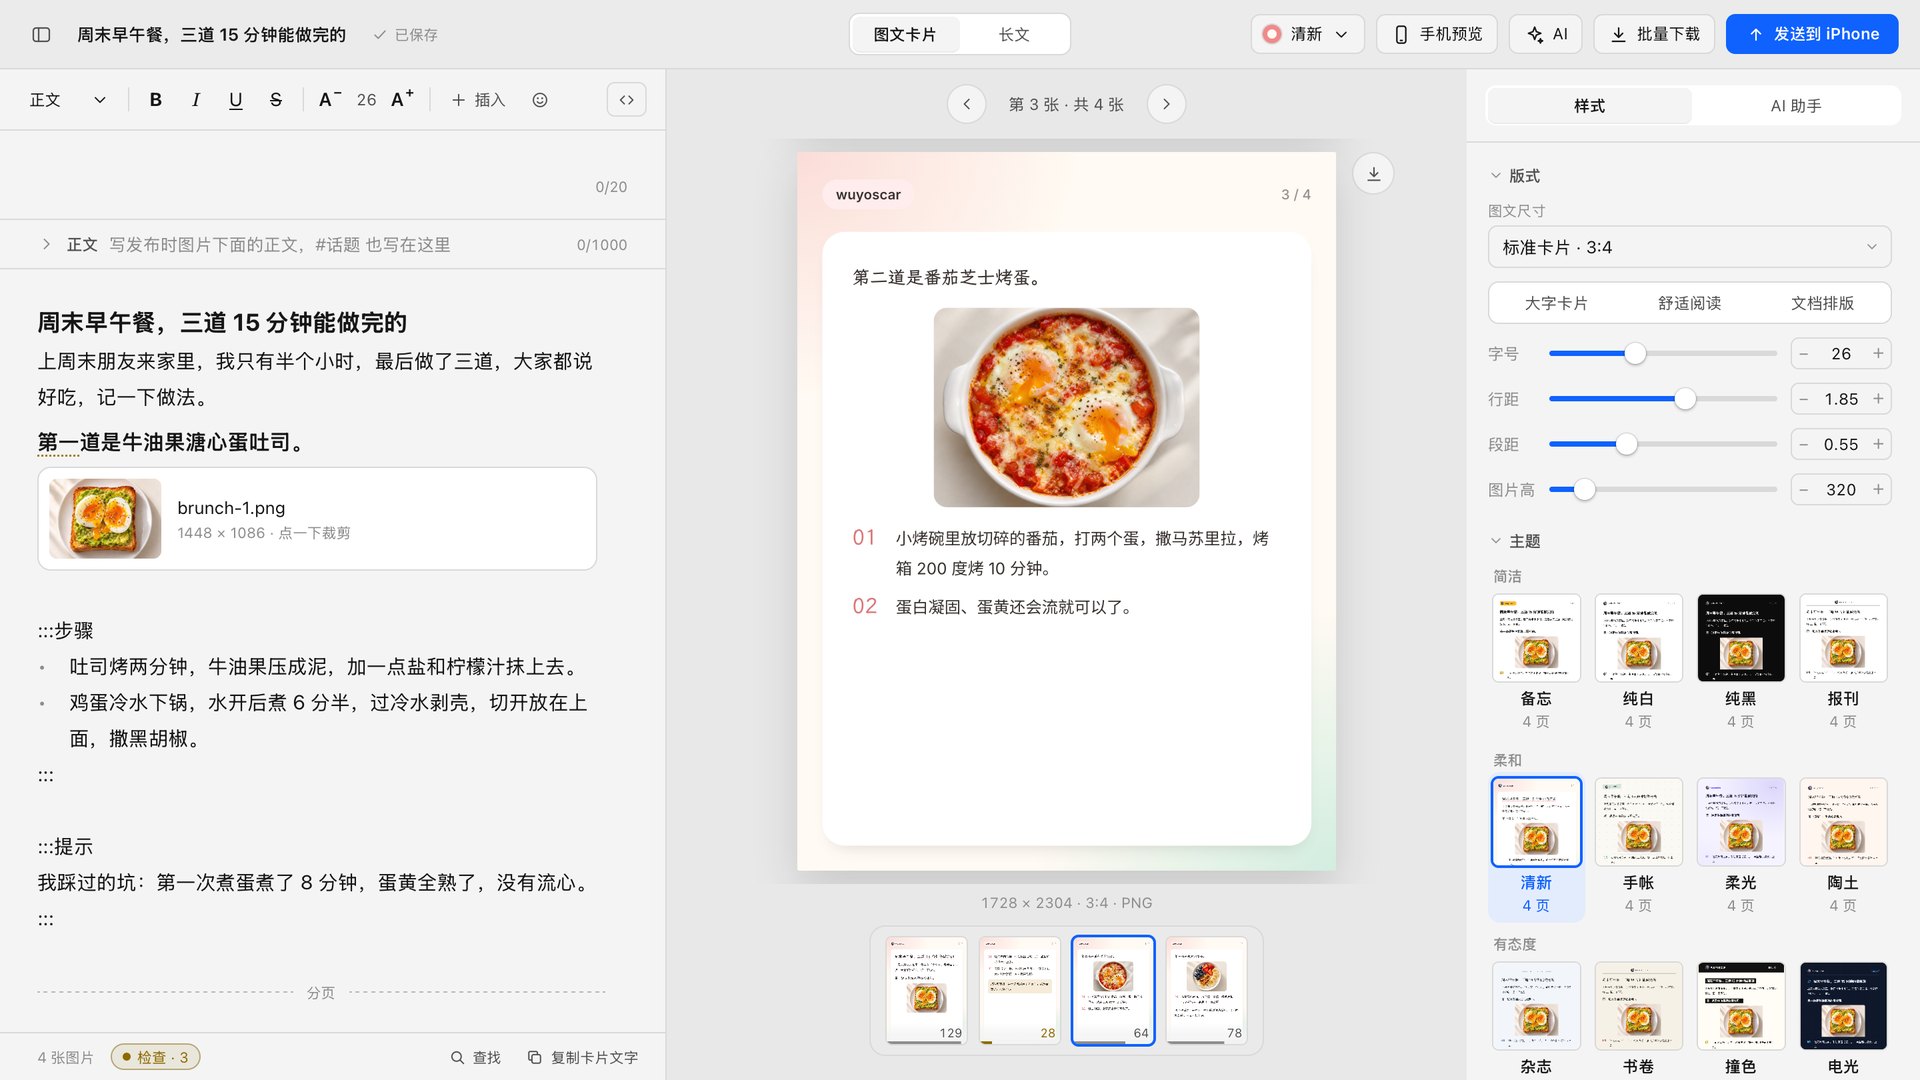 周末早午餐，三道 15 分钟能做完的
已保存
图文卡片
长文
清新
手机预览
AI
批量下载
发送到 iPhone
正文
B
I
U
S
A−
26
A+
插入
0/20
正文 写发布时图片下面的正文，#话题 也写在这里
0/1000
周末早午餐，三道 15 分钟能做完的
上周末朋友来家里，我只有半个小时，最后做了三道，大家都说
好吃，记一下做法。
第一道是牛油果溏心蛋吐司。
brunch-1.png
1448 × 1086 · 点一下裁剪
:::步骤
· 吐司烤两分钟，牛油果压成泥，加一点盐和柠檬汁抹上去。
· 鸡蛋冷水下锅，水开后煮 6 分半，过冷水剥壳，切开放在上
面，撒黑胡椒。
:::
:::提示
我踩过的坑：第一次煮蛋煮了 8 分钟，蛋黄全熟了，没有流心。
:::
分页
4 张图片
检查 · 3
查找
复制卡片文字
第 3 张 · 共 4 张
wuyoscar
3 / 4
第二道是番茄芝士烤蛋。
01 小烤碗里放切碎的番茄，打两个蛋，撒马苏里拉，烤
箱 200 度烤 10 分钟。
02 蛋白凝固、蛋黄还会流就可以了。
1728 × 2304 · 3:4 · PNG
129
28
64
78
样式
AI 助手
版式
图文尺寸
标准卡片 · 3:4
大字卡片
舒适阅读
文档排版
字号
− 26 +
行距
− 1.85 +
段距
− 0.55 +
图片高
− 320 +
主题
简洁
备忘
4 页
纯白
4 页
纯黑
4 页
报刊
4 页
柔和
清新
4 页
手帐
4 页
柔光
4 页
陶土
4 页
有态度
杂志
书卷
撞色
电光